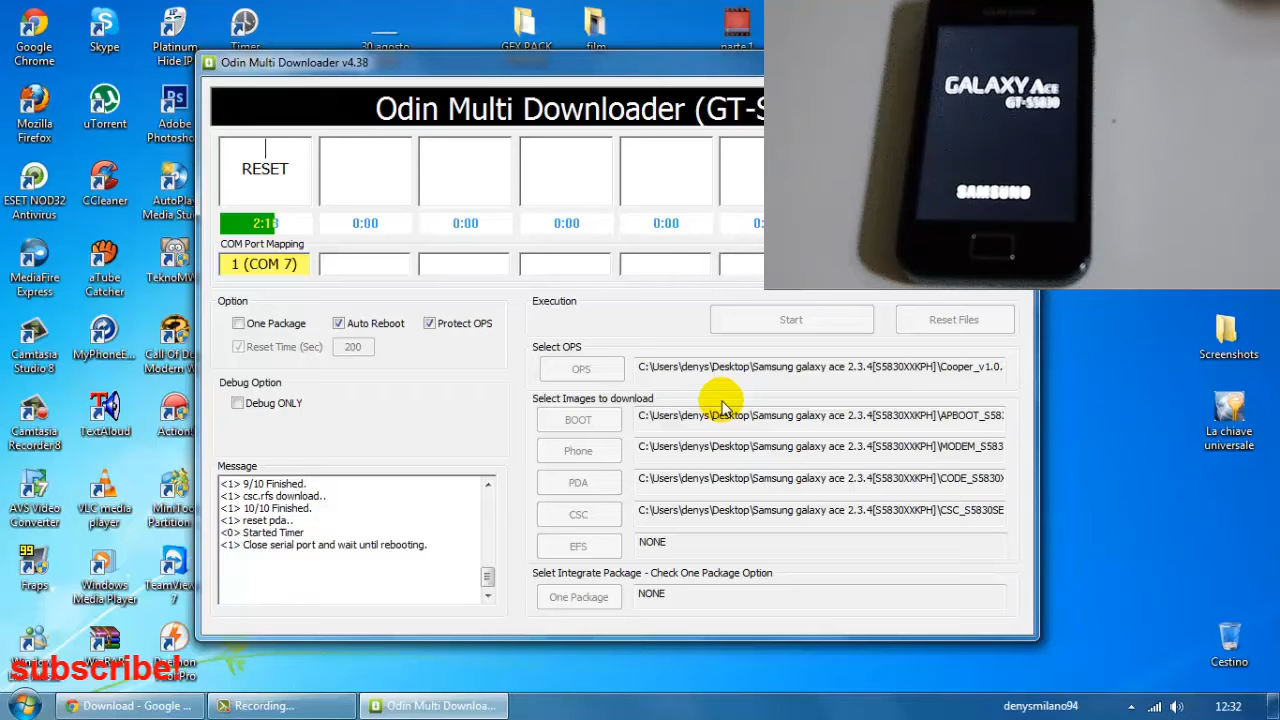 Google
Chrome
Skype
Platinum
Hide IP
Timer
30 agosto
GFX PACK
film
parte 1
GALAXY Ace
GT-S5830
SAMSUNG
Odin Multi Downloader v4.38
Odin Multi Downloader (GT-S
Mozilla
Firefox
uTorrent
Adobe
RESET
2:18
0:00
0:00
0:00
0:00
COM Port Mapping
1 (COM 7)
ESET NOD32
Antivirus
CCleaner
AutoPlay
Media Stu
MediaFire
Express
aTube
Catcher
TeknoMW
Camtasia
Studio 8
MyPhoneE...
Call Of D
Modern W
Camtasia
Recorder8
TextAloud
Action!
AVS Video
Converter
VLC media
player
MiniTool
Partition
99
Fraps
Windows
Media Player
TeamView
7
Option
One Package
Auto Reboot
Protect OPS
Reset Time (Sec)
200
Debug Option
Debug ONLY
Message
<1> 9/10 Finished.
<1> csc.rfs download..
<1> 10/10 Finished.
<1> reset pda..
<0> Started Timer
<1> Close serial port and wait until rebooting.
Execution
Start
Reset Files
Select OPS
OPS
C:\Users\denys\Desktop\Samsung galaxy ace 2.3.4[S5830XXKPH]\Cooper_v1.0.
Select Images to download
BOOT
C:\Users\denys\Desktop\Samsung galaxy ace 2.3.4[S5830XXKPH]\APBOOT_S58
Phone
C:\Users\denys\Desktop\Samsung galaxy ace 2.3.4[S5830XXKPH]\MODEM_S583
PDA
C:\Users\denys\Desktop\Samsung galaxy ace 2.3.4[S5830XXKPH]\CODE_S5830
CSC
C:\Users\denys\Desktop\Samsung galaxy ace 2.3.4[S5830XXKPH]\CSC_S5830SE
EFS
NONE
Selet Integrate Package - Check One Package Option
One Package
NONE
Screenshots
La chiave
universale
Cestino
subscribe!
Download - Google ...
Recording...
Odin Multi Downloa...
denysmilano94
12:32